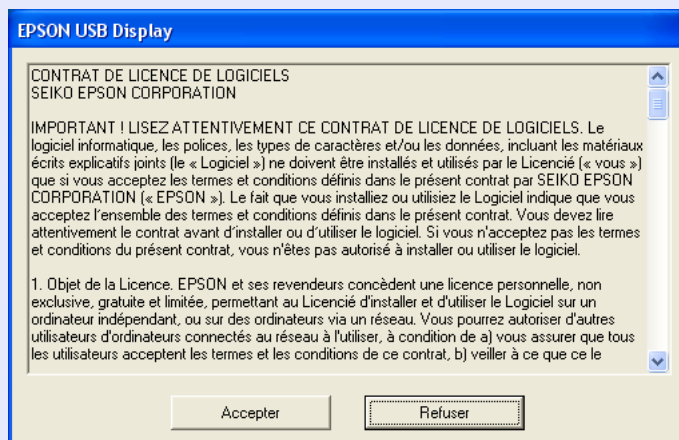 EPSON USB Display
CONTRAT DE LICENCE DE LOGICIELS
SEIKO EPSON CORPORATION
IMPORTANT ! LISEZ ATTENTIVEMENT CE CONTRAT DE LICENCE DE LOGICIELS. Le
logiciel informatique, les polices, les types de caractères et/ou les données, incluant les matériaux
écrits explicatifs joints (le « Logiciel ») ne doivent être installés et utilisés par le Licencié (« vous »)
que si vous acceptez les termes et conditions définis dans le présent contrat par SEIKO EPSON
CORPORATION (« EPSON »). Le fait que vous installiez ou utilisiez le Logiciel indique que vous
acceptez l´ensemble des termes et conditions définis dans le présent contrat. Vous devez lire
attentivement le contrat avant d´installer ou d´utiliser le logiciel. Si vous n'acceptez pas les termes
et conditions du présent contrat, vous n'êtes pas autorisé à installer ou utiliser le logiciel.
1. Objet de la Licence. EPSON et ses revendeurs concèdent une licence personnelle, non
exclusive, gratuite et limitée, permettant au Licencié d'installer et d'utiliser le Logiciel sur un
ordinateur indépendant, ou sur des ordinateurs via un réseau. Vous pourrez autoriser d'autres
utilisateurs d'ordinateurs connectés au réseau à l'utiliser, à condition de a) vous assurer que tous
les utilisateurs acceptent les termes et les conditions de ce contrat, b) veiller à ce que ce le
Accepter
Refuser